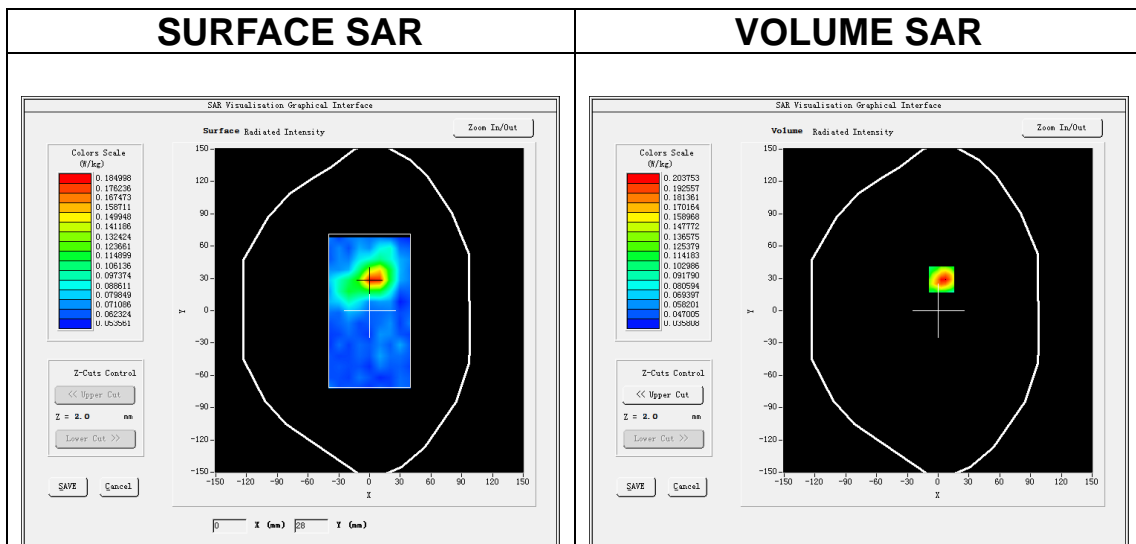 SURFACE SAR
VOLUME SAR
SAR Visualisation Graphical Interface
Surface Radiated Intensity
Zoom In/Out
Colors Scale
(W/kg)
0.184998
0.176236
0.167473
0.158711
0.149948
0.141186
0.132424
0.123661
0.114899
0.106136
0.097374
0.088611
0.079849
0.071086
0.062324
0.053561
150
120
90
60
30
0
-30
-60
-90
-120
-150
Y
-150 -120 -90 -60 -30 0 30 60 90 120 150
X
Z-Cuts Control
<< Upper Cut
Z = 2.0 mm
Lower Cut >>
SAVE Cancel
0 X (mm) 28 Y (mm)
SAR Visualisation Graphical Interface
Volume Radiated Intensity
Zoom In/Out
Colors Scale
(W/kg)
0.203753
0.192557
0.181361
0.170164
0.158968
0.147772
0.136575
0.125379
0.114183
0.102986
0.091790
0.080594
0.069397
0.058201
0.047005
0.035808
150
120
90
60
30
0
-30
-60
-90
-120
-150
Y
-150 -120 -90 -60 -30 0 30 60 90 120 150
X
Z-Cuts Control
<< Upper Cut
Z = 2.0 mm
Lower Cut >>
SAVE Cancel